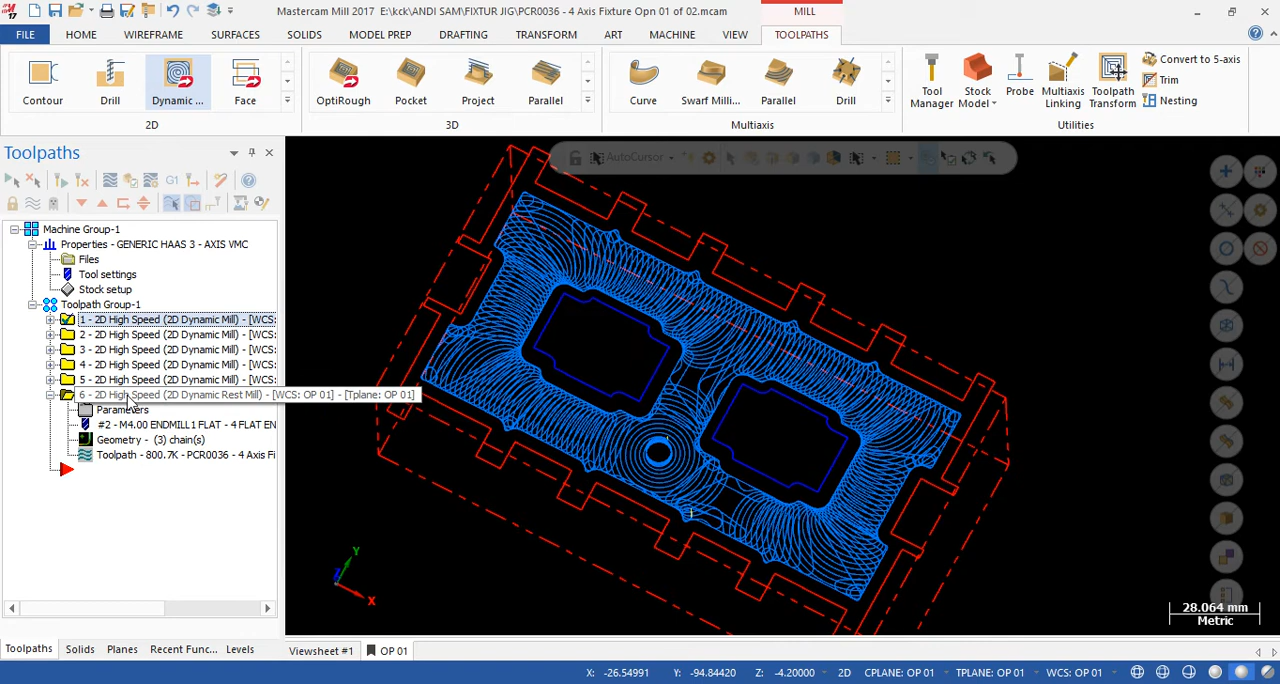 Mastercam Mill 2017 E:\kck\ANDI SAM\FIXTUR JIG\PCR0036 - 4 Axis Fixture Opn 01 of 02.mcam
MILL
FILE HOME WIREFRAME SURFACES SOLIDS MODEL PREP DRAFTING TRANSFORM ART MACHINE VIEW TOOLPATHS
Contour Drill Dynamic ... Face
2D
OptiRough Pocket Project Parallel
3D
Curve Swarf Milli... Parallel Drill
Multiaxis
Tool Manager
Stock Model
Probe
Multiaxis Linking
Toolpath Transform
Convert to 5-axis
Trim
Nesting
Utilities
Toolpaths
AutoCursor
G1
Machine Group-1
Properties - GENERIC HAAS 3 - AXIS VMC
Files
Tool settings
Stock setup
Toolpath Group-1
1 - 2D High Speed (2D Dynamic Mill) - [WCS:
2 - 2D High Speed (2D Dynamic Mill) - [WCS:
3 - 2D High Speed (2D Dynamic Mill) - [WCS:
4 - 2D High Speed (2D Dynamic Mill) - [WCS:
5 - 2D High Speed (2D Dynamic Mill) - [WCS:
6 - 2D High Speed (2D Dynamic Rest Mill) - [WCS: OP 01] - [Tplane: OP 01]
Parameters
#2 - M4.00 ENDMILL1 FLAT - 4 FLAT EN
Geometry - (3) chain(s)
Toolpath - 800.7K - PCR0036 - 4 Axis Fi
Y
Z
X
28.064 mm
Metric
Toolpaths Solids Planes Recent Func... Levels
Viewsheet #1 OP 01
X: -26.54991 Y: -94.84420 Z: -4.20000 2D CPLANE: OP 01 TPLANE: OP 01 WCS: OP 01